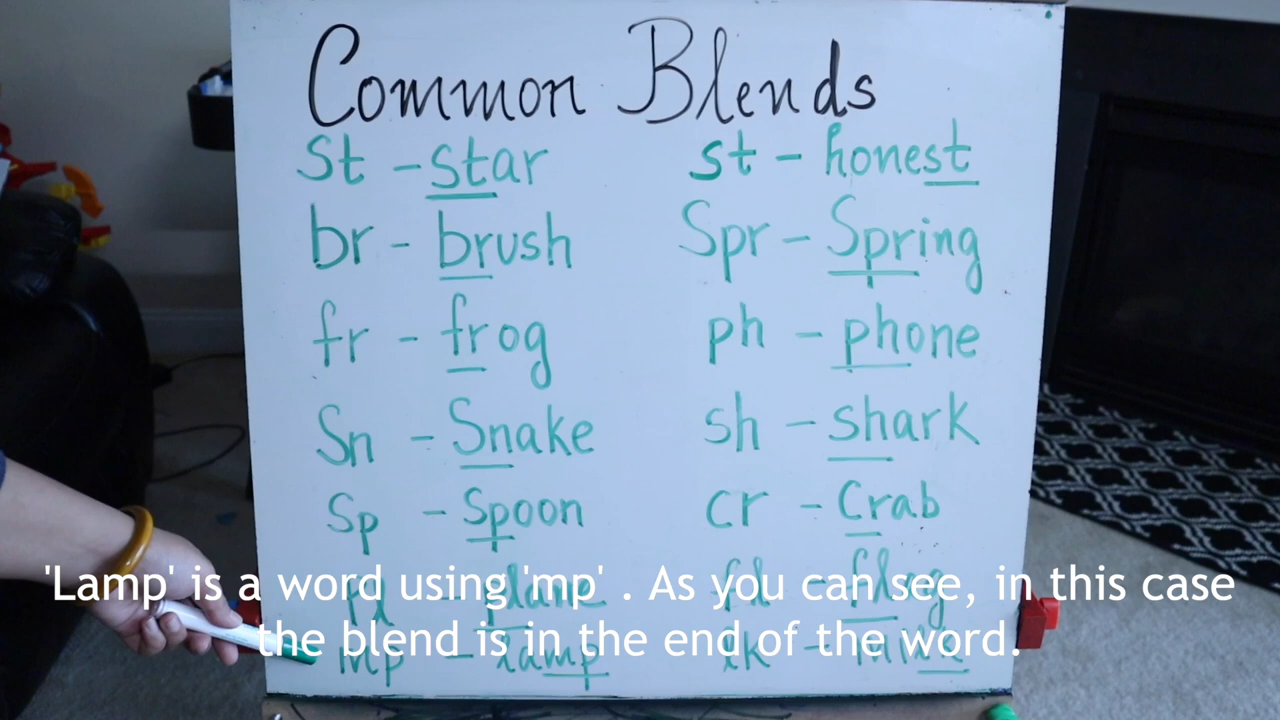 Common Blends
St - star
st - honest
br - brush
Spr - Spring
fr - frog
ph - phone
Sn - Snake
sh - shark
Sp - Spoon
cr - Crab
mp - lamp
'Lamp' is a word using 'mp' . As you can see, in this case
the blend is in the end of the word.